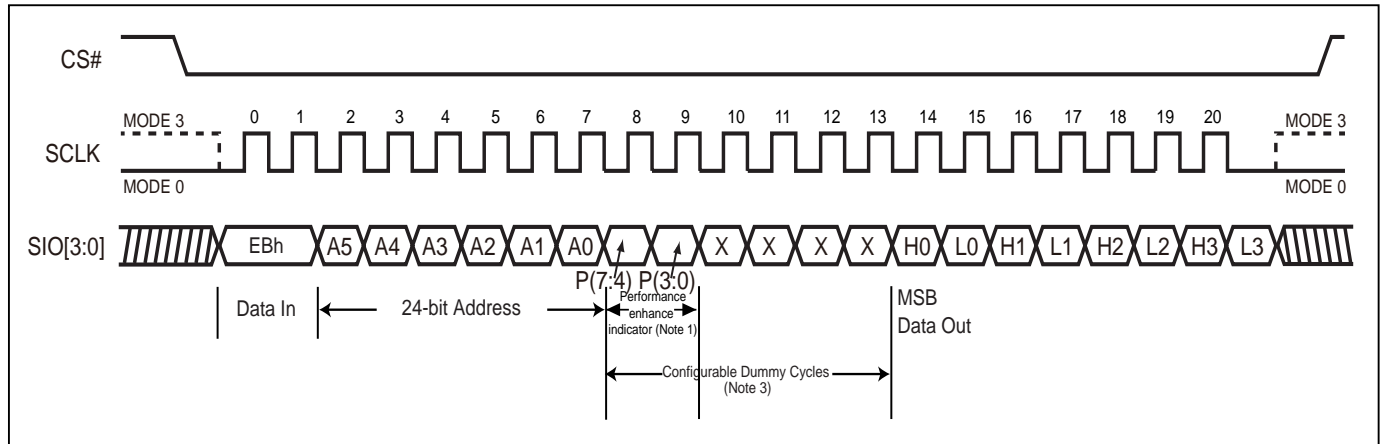 CS#
MODE 3 0 1 2 3 4 5 6 7 8 9 10 11 12 13 14 15 16 17 18 19 20 MODE 3
SCLK
MODE 0 MODE 0
SIO[3:0] EBh A5 A4 A3 A2 A1 A0 X X X X H0 L0 H1 L1 H2 L2 H3 L3
P(7:4) P(3:0)
Data In 24-bit Address
Performance
enhance
indicator (Note 1)
MSB
Data Out
Configurable Dummy Cycles
(Note 3)